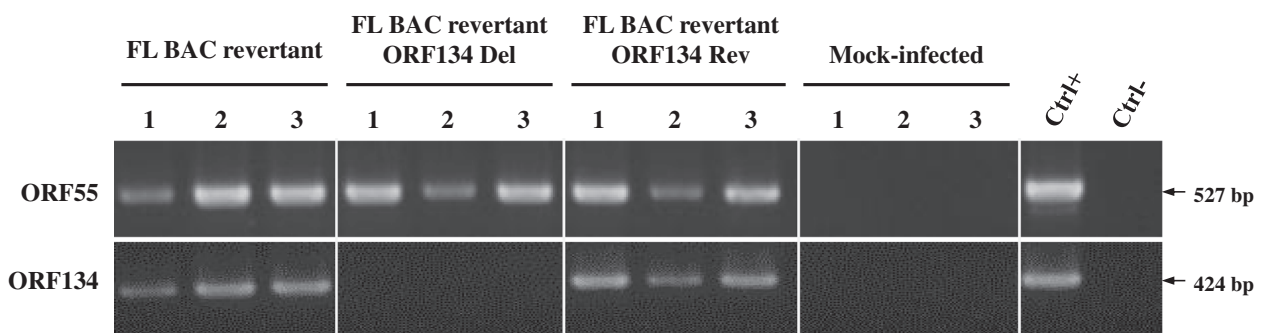 FL BAC revertant
FL BAC revertant
ORF134 Del
FL BAC revertant
ORF134 Rev
Mock-infected
Ctrl+
Ctrl-
1 2 3 1 2 3 1 2 3 1 2 3
ORF55
527 bp
ORF134
424 bp